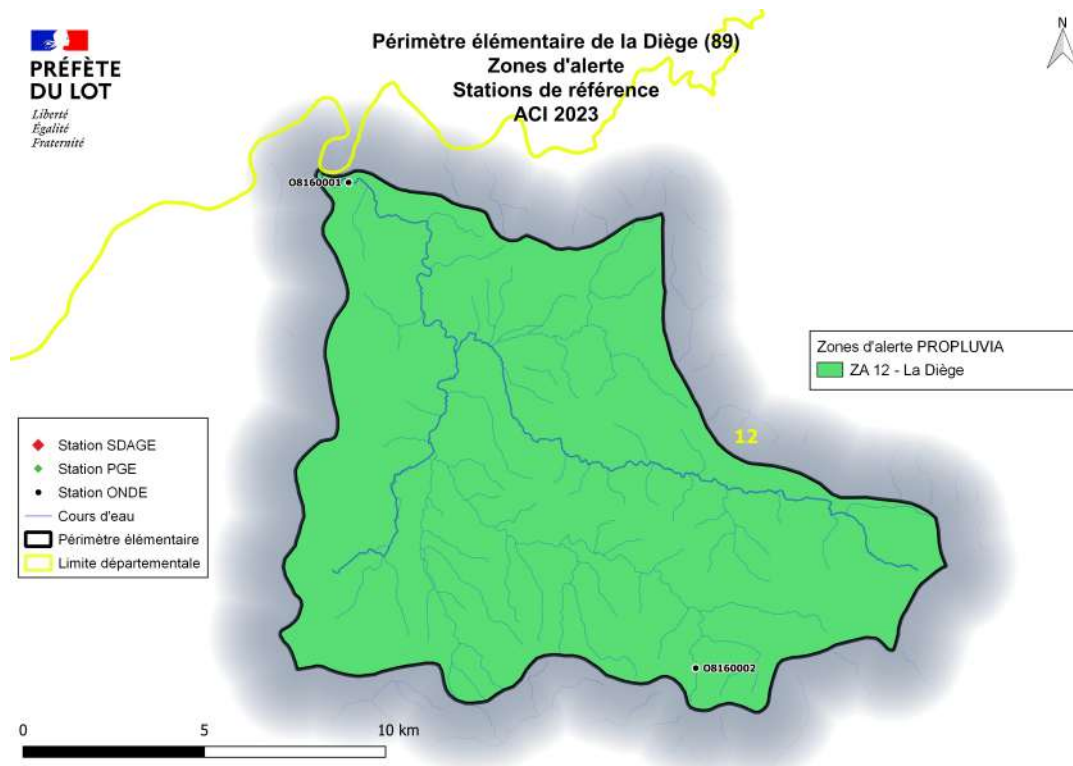 PRÉFÈTE
DU LOT
Liberté
Égalité
Fraternité
Périmètre élémentaire de la Diège (89)
Zones d'alerte
Stations de référence
ACI 2023
N
O8160001
Zones d'alerte PROPLUVIA
ZA 12 - La Diège
12
Station SDAGE
Station PGE
Station ONDE
Cours d'eau
Périmètre élémentaire
Limite départementale
O8160002
0 5 10 km